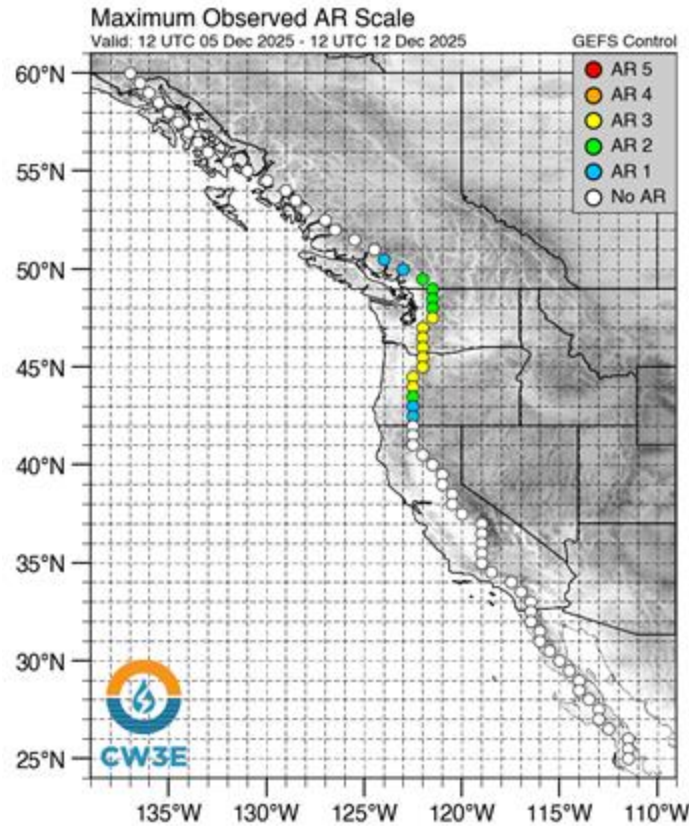 Maximum Observed AR Scale
Valid: 12 UTC 05 Dec 2025 - 12 UTC 12 Dec 2025 GEFS Control
AR 5
AR 4
AR 3
AR 2
AR 1
No AR
60°N
55°N
50°N
45°N
40°N
35°N
30°N
25°N
CW3E
135°W 130°W 125°W 120°W 115°W 110°W